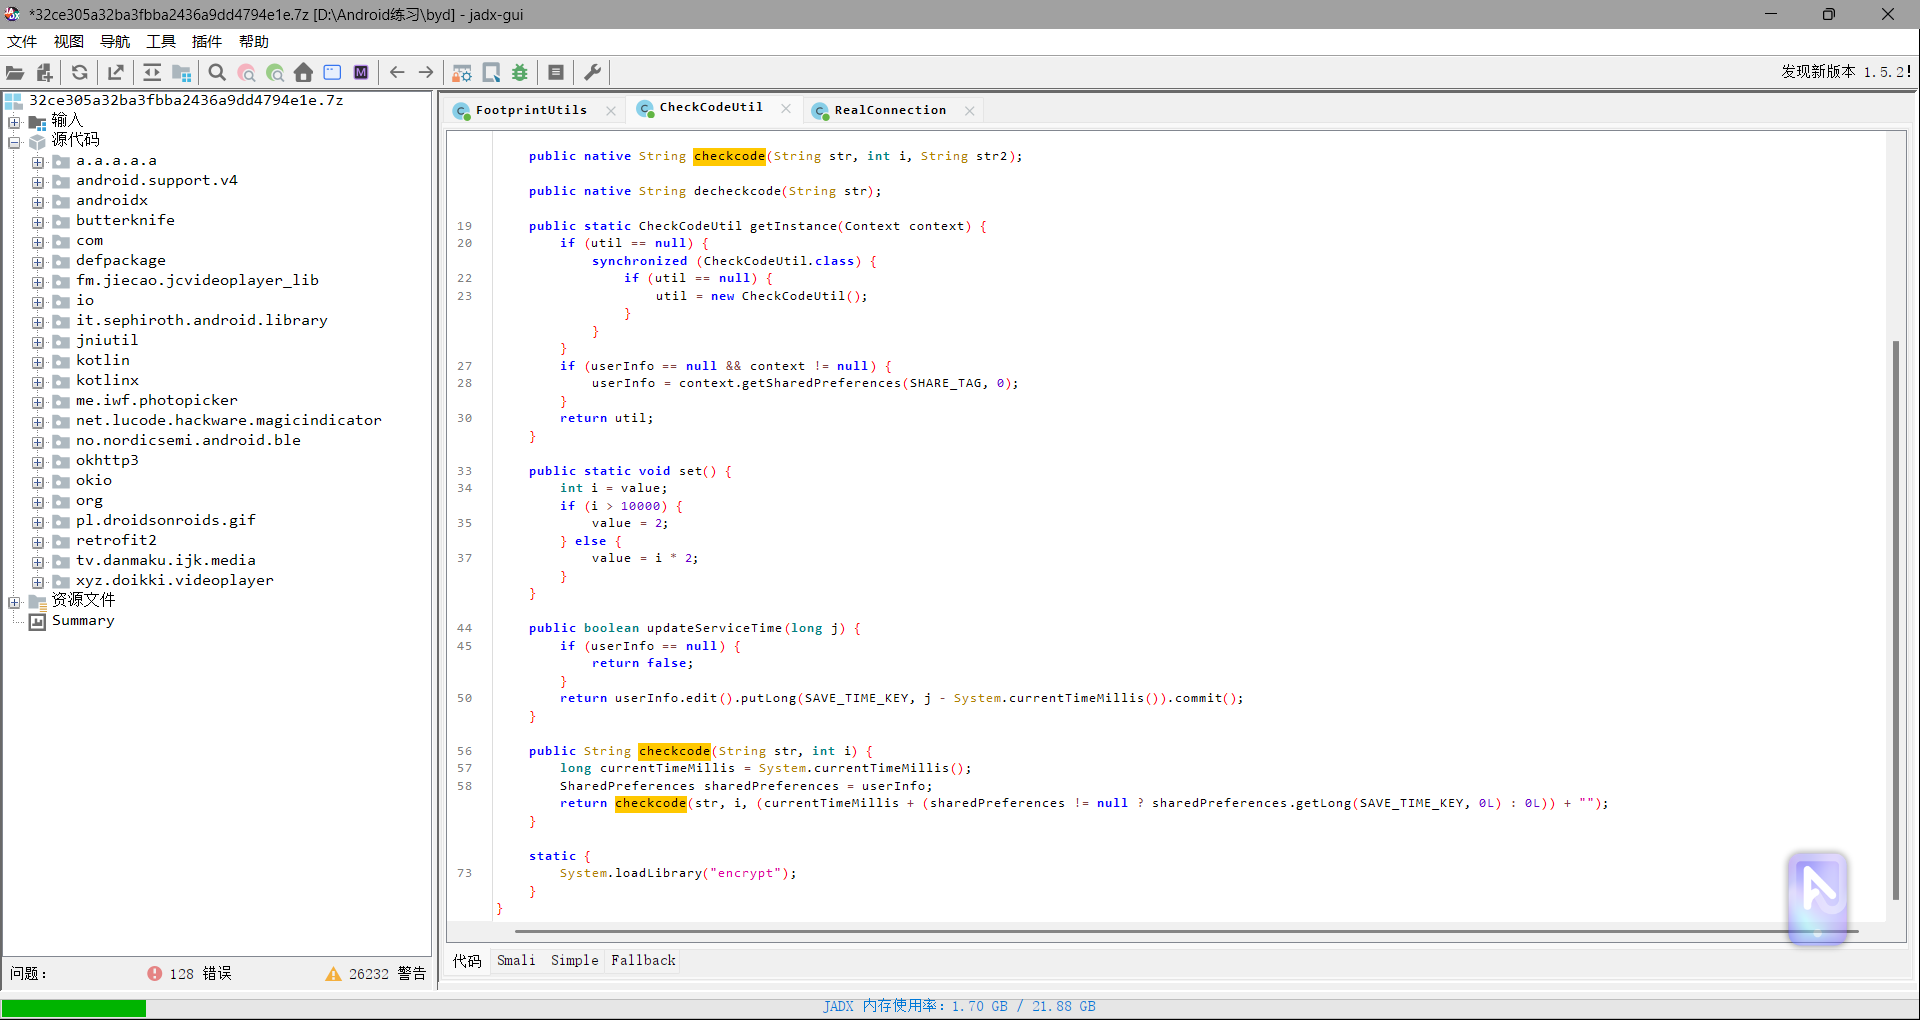 *32ce305a32ba3fbba2436a9dd4794e1e.7z [D:\Android练习\byd] - jadx-gui
文件 视图 导航 工具 插件 帮助
发现新版本 1.5.2!
32ce305a32ba3fbba2436a9dd4794e1e.7z
输入
源代码
a.a.a.a.a
android.support.v4
androidx
butterknife
com
defpackage
fm.jiecao.jcvideoplayer_lib
io
it.sephiroth.android.library
jniutil
kotlin
kotlinx
me.iwf.photopicker
net.lucode.hackware.magicindicator
no.nordicsemi.android.ble
okhttp3
okio
org
pl.droidsonroids.gif
retrofit2
tv.danmaku.ijk.media
xyz.doikki.videoplayer
资源文件
Summary
问题: 128 错误 26232 警告
FootprintUtils CheckCodeUtil RealConnection
public native String checkcode(String str, int i, String str2);
public native String decheckcode(String str);
19 public static CheckCodeUtil getInstance(Context context) {
20 if (util == null) {
synchronized (CheckCodeUtil.class) {
22 if (util == null) {
23 util = new CheckCodeUtil();
}
}
}
27 if (userInfo == null && context != null) {
28 userInfo = context.getSharedPreferences(SHARE_TAG, 0);
}
30 return util;
}
33 public static void set() {
34 int i = value;
if (i > 10000) {
35 value = 2;
} else {
37 value = i * 2;
}
}
44 public boolean updateServiceTime(long j) {
45 if (userInfo == null) {
return false;
}
50 return userInfo.edit().putLong(SAVE_TIME_KEY, j - System.currentTimeMillis()).commit();
}
56 public String checkcode(String str, int i) {
57 long currentTimeMillis = System.currentTimeMillis();
58 SharedPreferences sharedPreferences = userInfo;
return checkcode(str, i, (currentTimeMillis + (sharedPreferences != null ? sharedPreferences.getLong(SAVE_TIME_KEY, 0L) : 0L)) + "");
}
static {
73 System.loadLibrary("encrypt");
}
}
代码 Smali Simple Fallback
JADX 内存使用率: 1.70 GB / 21.88 GB